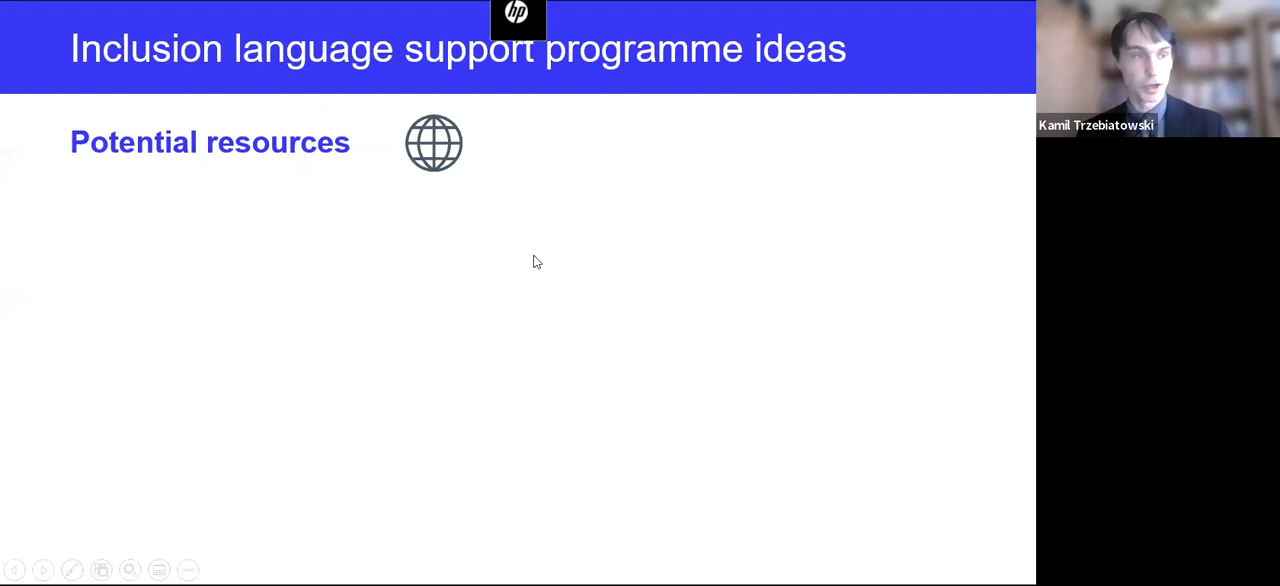 hp
Inclusion language support programme ideas
Potential resources
Kamil Trzebiatowski